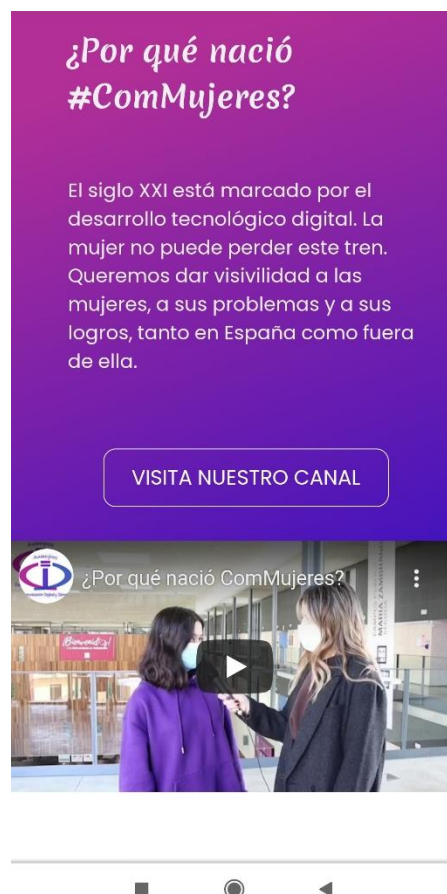 ¿Por qué nació
#ComMujeres?
El siglo XXI está marcado por el
desarrollo tecnológico digital. La
mujer no puede perder este tren.
Queremos dar visivilidad a las
mujeres, a sus problemas y a sus
logros, tanto en España como fuera
de ella.
VISITA NUESTRO CANAL
¿Por qué nació ComMujeres?
Bienvenid@s!
MARÍA ZAMBRANO